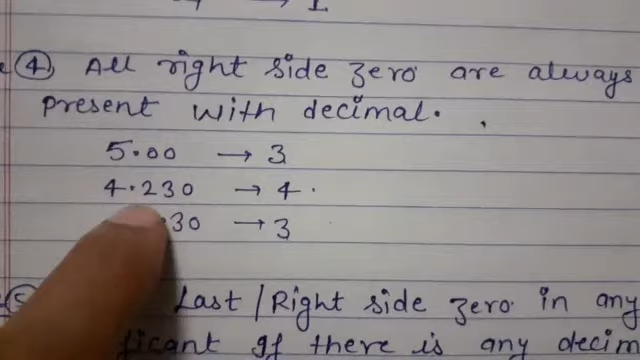 ④ All right side zero are always
present with decimal.
5.00 → 3
4.230 → 4.
.30 → 3
Last/Right side zero in any
ficant If there is any decim